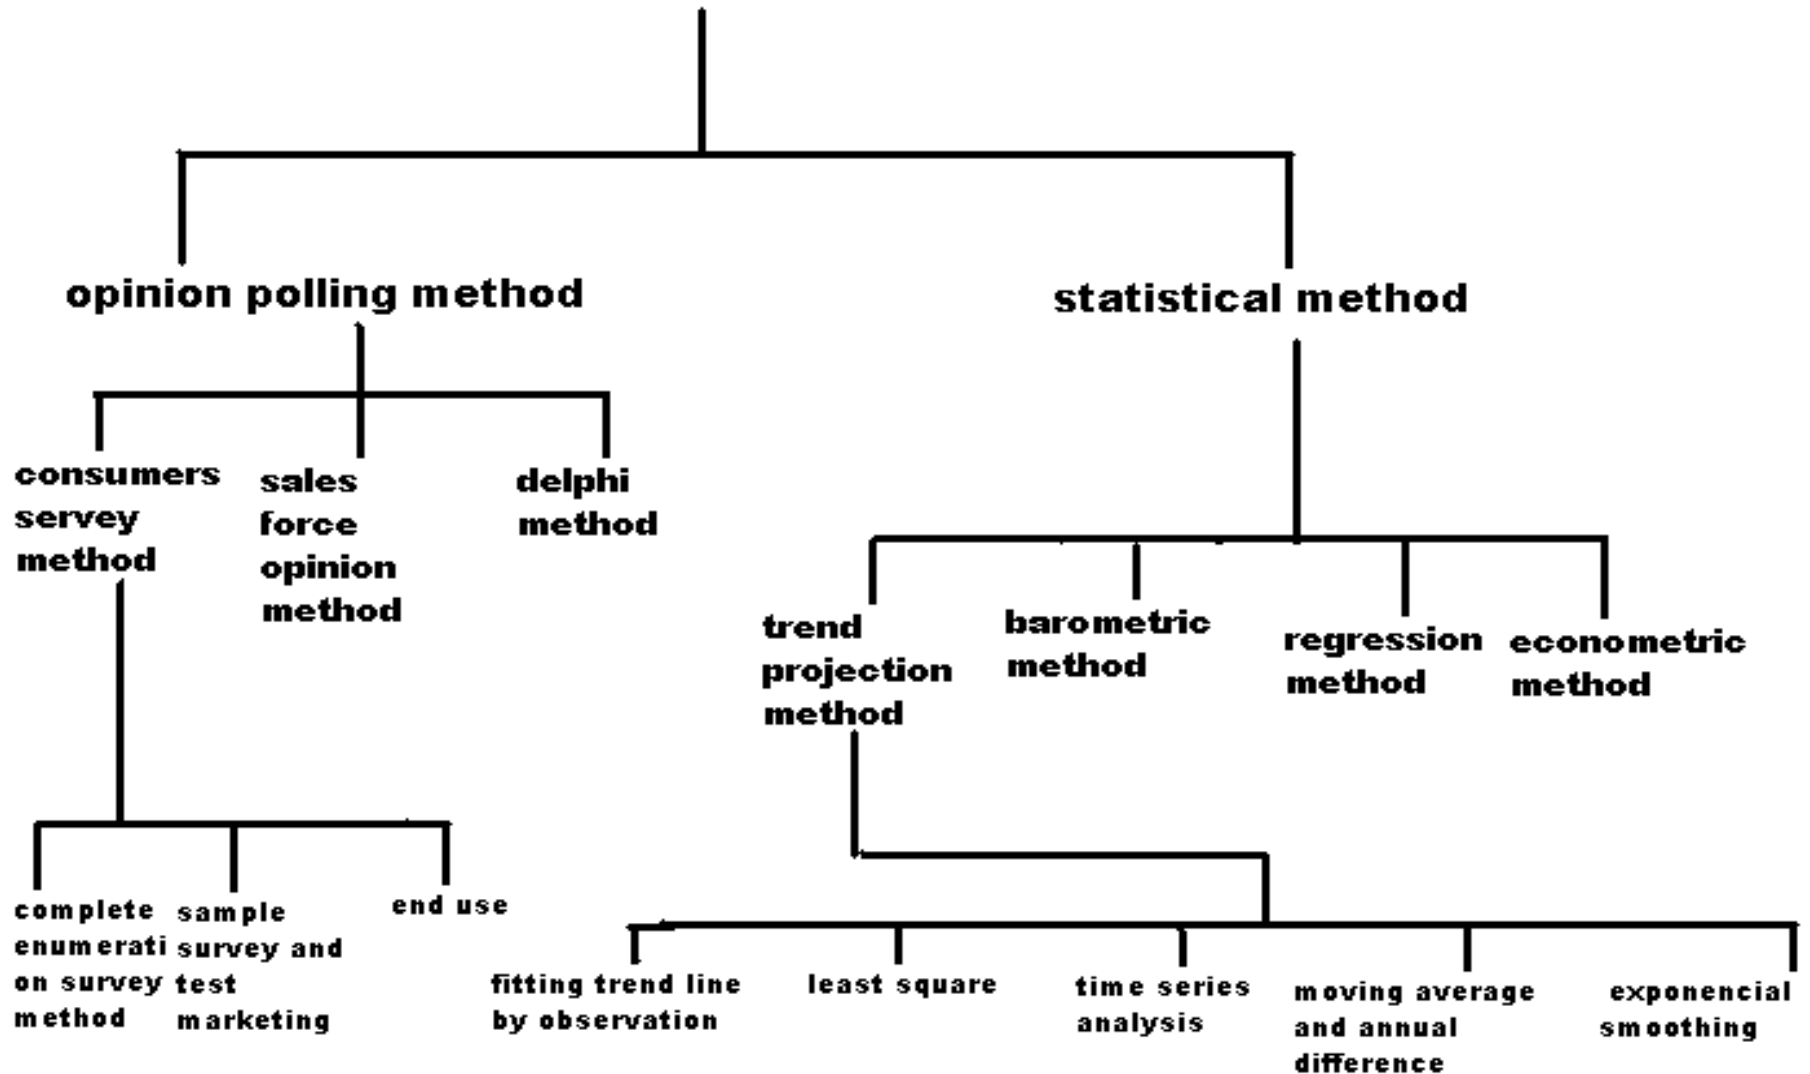 opinion polling method
statistical method
consumers
servey
method
sales
force
opinion
method
delphi
method
trend
projection
method
barometric
method
regression
method
econometric
method
complete
enumerati
on survey
method
sample
survey and
test
marketing
end use
fitting trend line
by observation
least square
time series
analysis
moving average
and annual
difference
exponencial
smoothing